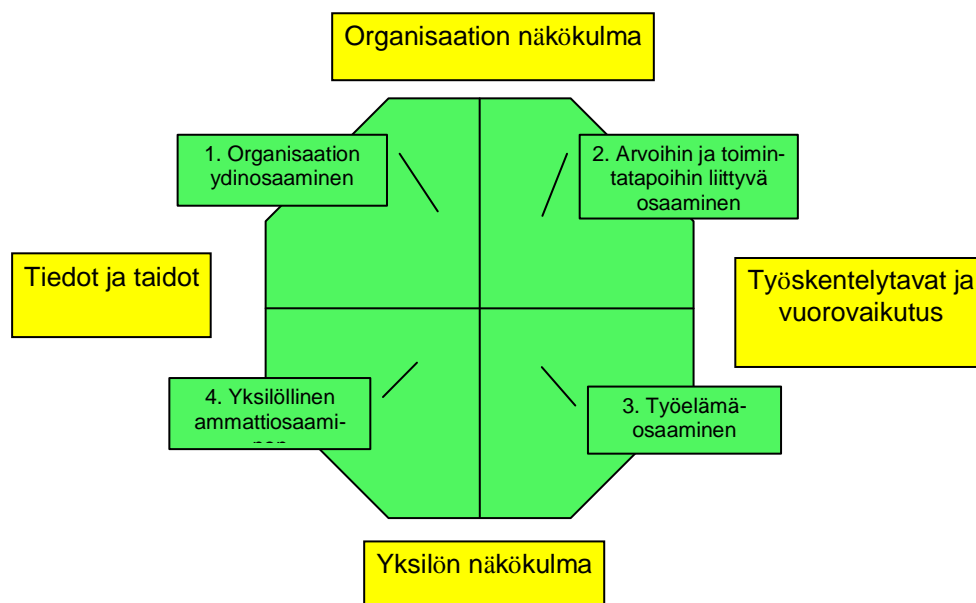 Organisaation näkökulma
1. Organisaation
ydinosaaminen
2. Arvoihin ja toimin-
tatapoihin liittyvä
osaaminen
Tiedot ja taidot
Työskentelytavat ja
vuorovaikutus
4. Yksilöllinen
ammattiosaami-
nen
3. Työelämä-
osaaminen
Yksilön näkökulma